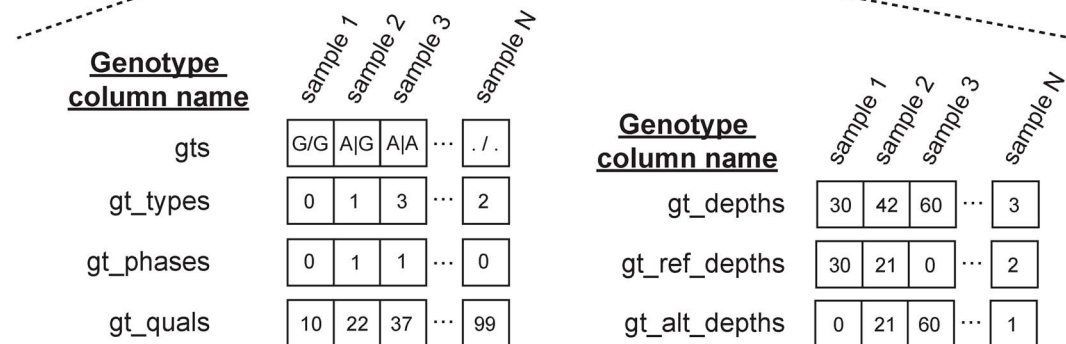 Genotype column name sample 1 sample 2 sample 3 sample N
gts G/G A|G A|A ... . / .
gt_types 0 1 3 ... 2
gt_phases 0 1 1 ... 0
gt_quals 10 22 37 ... 99
Genotype column name sample 1 sample 2 sample 3 sample N
gt_depths 30 42 60 ... 3
gt_ref_depths 30 21 0 ... 2
gt_alt_depths 0 21 60 ... 1